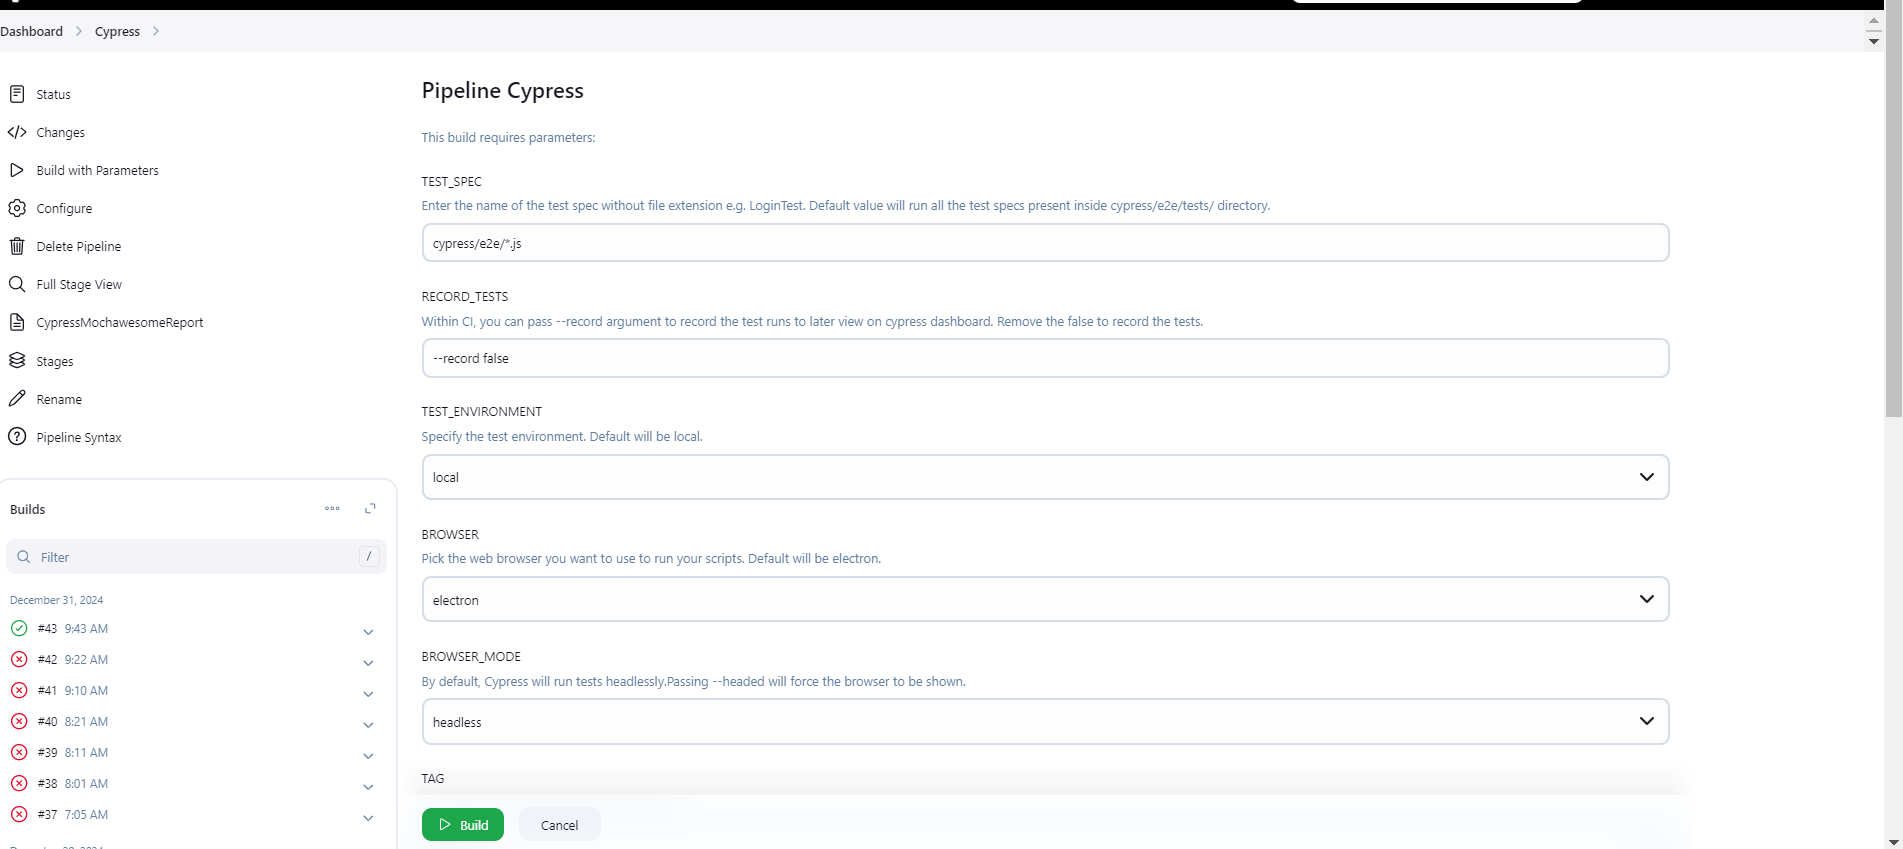 Dashboard > Cypress >
Status
Changes
Build with Parameters
Configure
Delete Pipeline
Full Stage View
CypressMochawesomeReport
Stages
Rename
Pipeline Syntax
Builds
Filter /
December 31, 2024
#43 9:43 AM
#42 9:22 AM
#41 9:10 AM
#40 8:21 AM
#39 8:11 AM
#38 8:01 AM
#37 7:05 AM
Pipeline Cypress
This build requires parameters:
TEST_SPEC
Enter the name of the test spec without file extension e.g. LoginTest. Default value will run all the test specs present inside cypress/e2e/tests/ directory.
cypress/e2e/*.js
RECORD_TESTS
Within CI, you can pass --record argument to record the test runs to later view on cypress dashboard. Remove the false to record the tests.
--record false
TEST_ENVIRONMENT
Specify the test environment. Default will be local.
local
BROWSER
Pick the web browser you want to use to run your scripts. Default will be electron.
electron
BROWSER_MODE
By default, Cypress will run tests headlessly.Passing --headed will force the browser to be shown.
headless
TAG
Build
Cancel